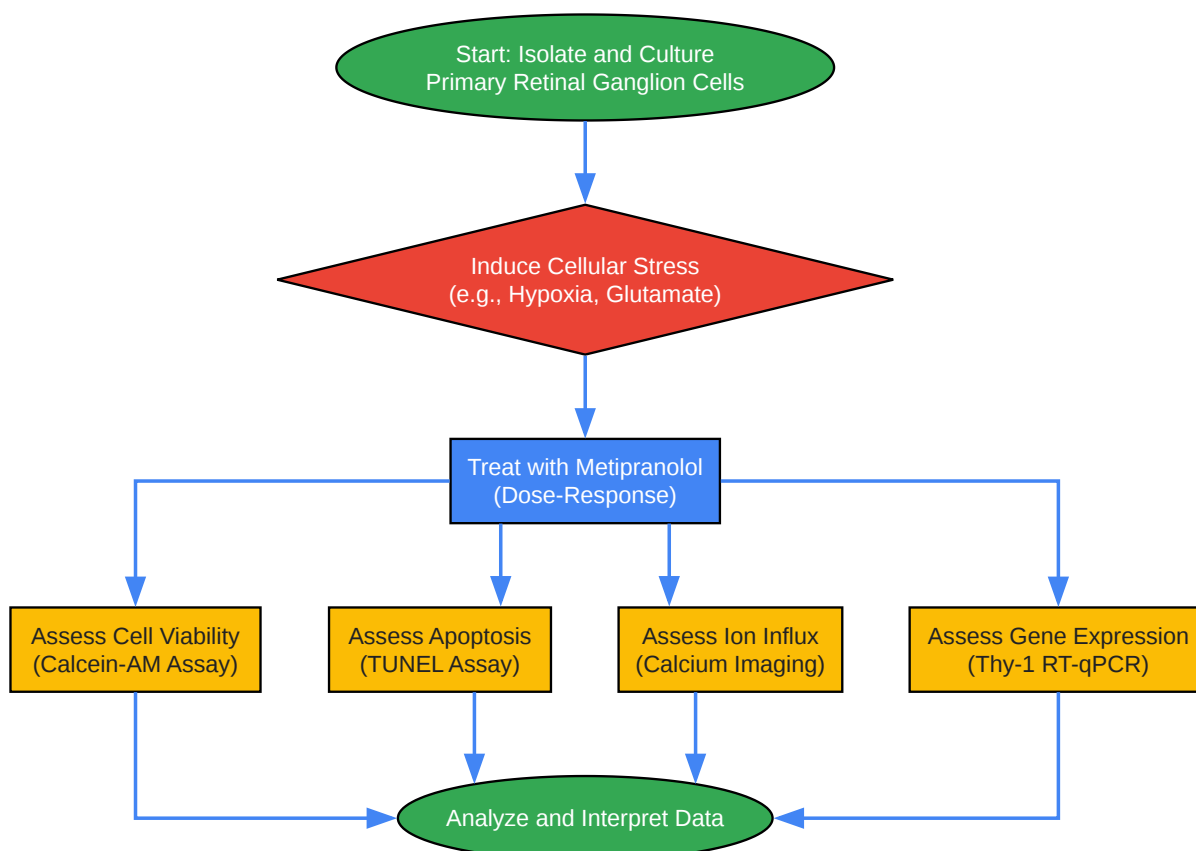 Start: Isolate and Culture
Primary Retinal Ganglion Cells
Induce Cellular Stress
(e.g., Hypoxia, Glutamate)
Treat with Metipranolol
(Dose-Response)
Assess Cell Viability
(Calcein-AM Assay)
Assess Apoptosis
(TUNEL Assay)
Assess Ion Influx
(Calcium Imaging)
Assess Gene Expression
(Thy-1 RT-qPCR)
Analyze and Interpret Data